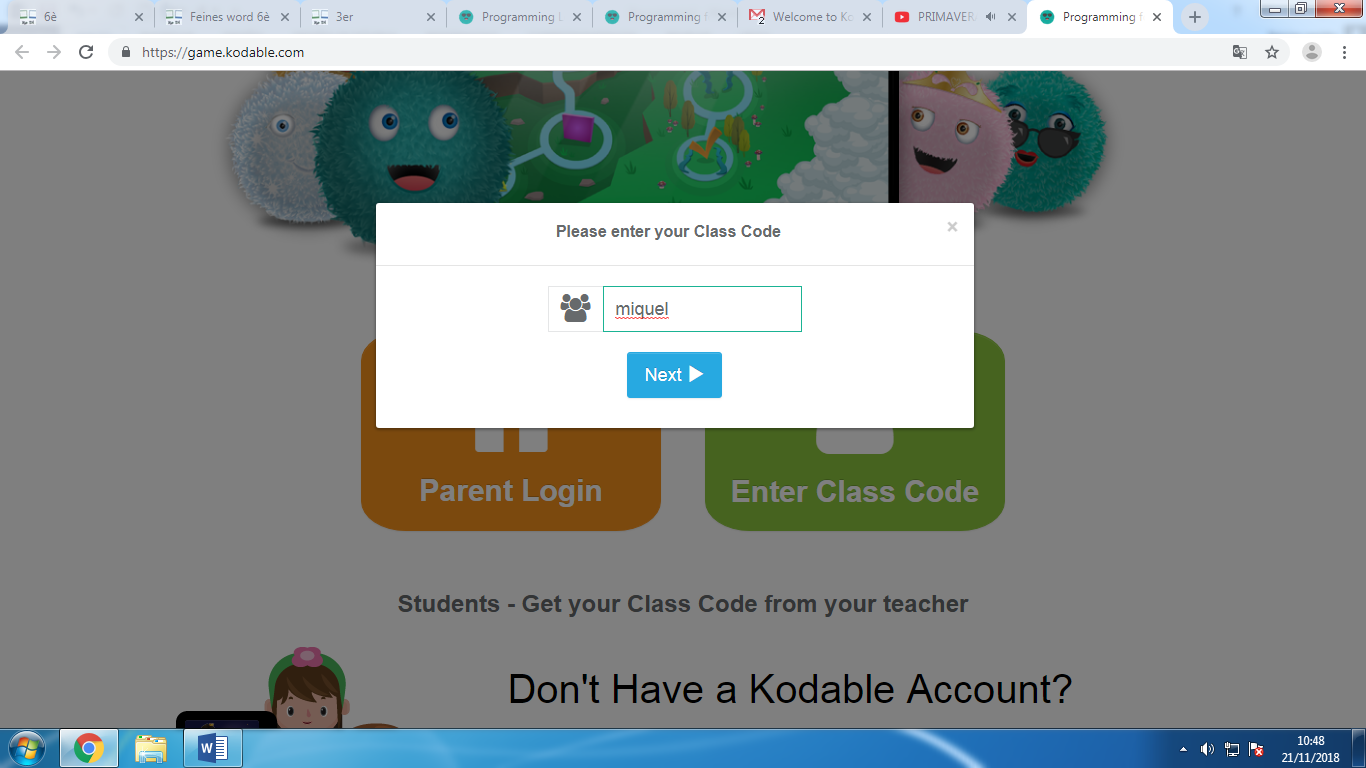 6è
Feines word 6è
3er
Programming L
Programming f
Welcome to Ko
PRIMAVERA
Programming f
https://game.kodable.com
Please enter your Class Code
×
miquel
Next
Parent Login
Enter Class Code
Students - Get your Class Code from your teacher
Don't Have a Kodable Account?
10:48
21/11/2018